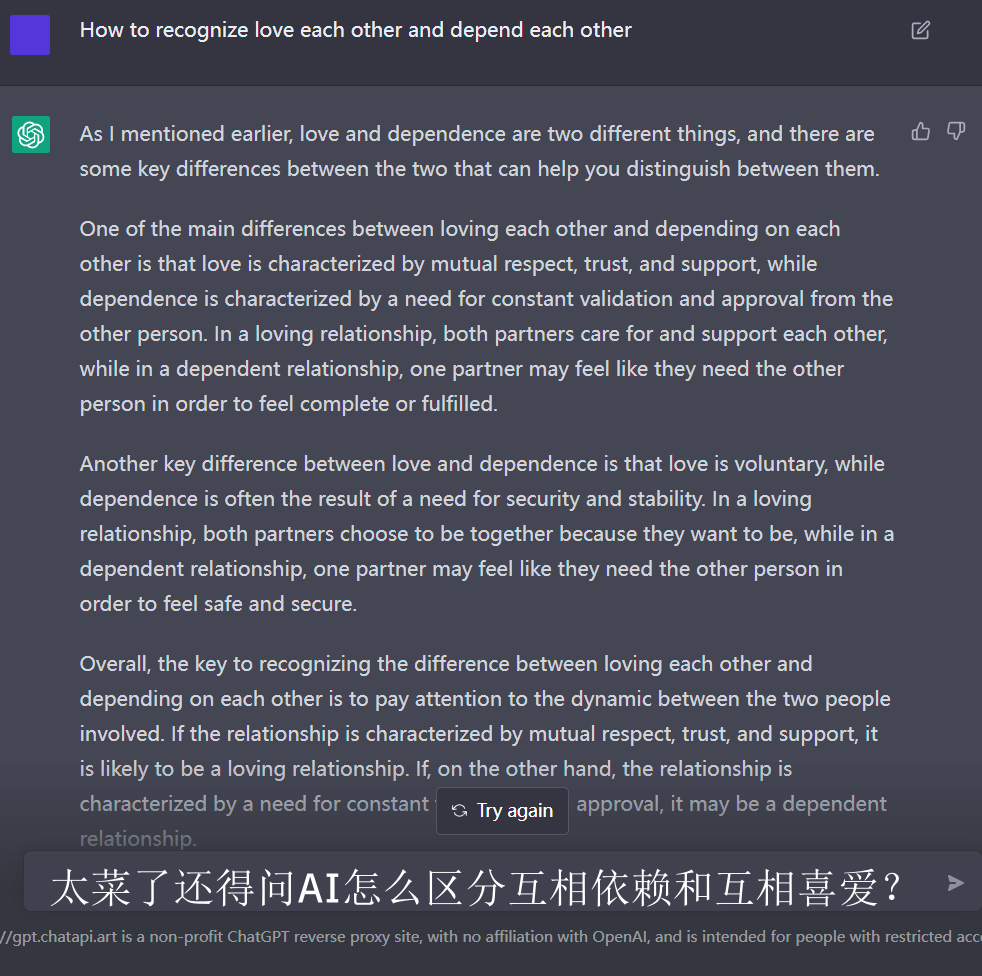 How to recognize love each other and depend each other
As I mentioned earlier, love and dependence are two different things, and there are
some key differences between the two that can help you distinguish between them.
One of the main differences between loving each other and depending on each
other is that love is characterized by mutual respect, trust, and support, while
dependence is characterized by a need for constant validation and approval from the
other person. In a loving relationship, both partners care for and support each other,
while in a dependent relationship, one partner may feel like they need the other
person in order to feel complete or fulfilled.
Another key difference between love and dependence is that love is voluntary, while
dependence is often the result of a need for security and stability. In a loving
relationship, both partners choose to be together because they want to be, while in a
dependent relationship, one partner may feel like they need the other person in
order to feel safe and secure.
Overall, the key to recognizing the difference between loving each other and
depending on each other is to pay attention to the dynamic between the two people
involved. If the relationship is characterized by mutual respect, trust, and support, it
is likely to be a loving relationship. If, on the other hand, the relationship is
characterized by a need for constant approval, it may be a dependent
Try again
relationship.
太菜了还得问AI怎么区分互相依赖和互相喜爱？
//gpt.chatapi.art is a non-profit ChatGPT reverse proxy site, with no affiliation with OpenAI, and is intended for people with restricted acc